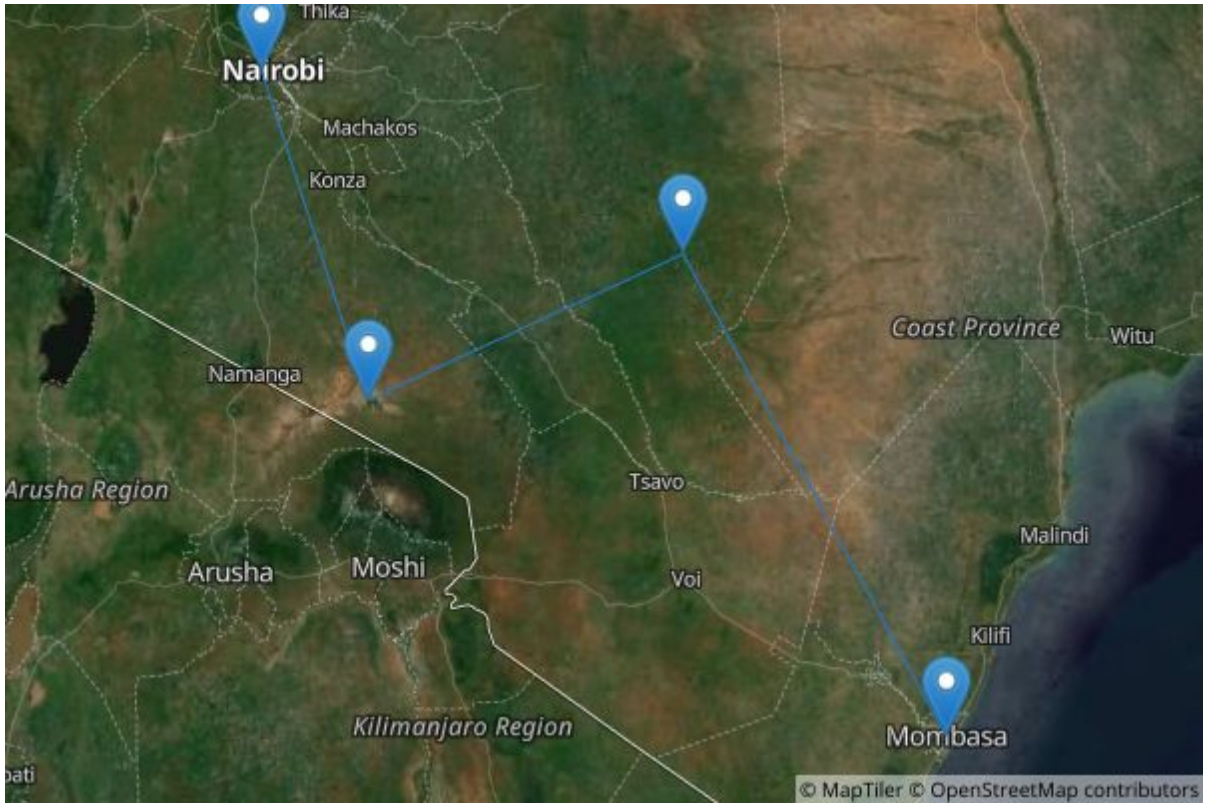 Thika
Nairobi
Machakos
Konza
Coast Province
Witu
Namanga
Arusha Region
Tsavo
Malindi
Arusha
Moshi
Voi
Kilifi
Kilimanjaro Region
Mombasa
pati
© MapTiler © OpenStreetMap contributors